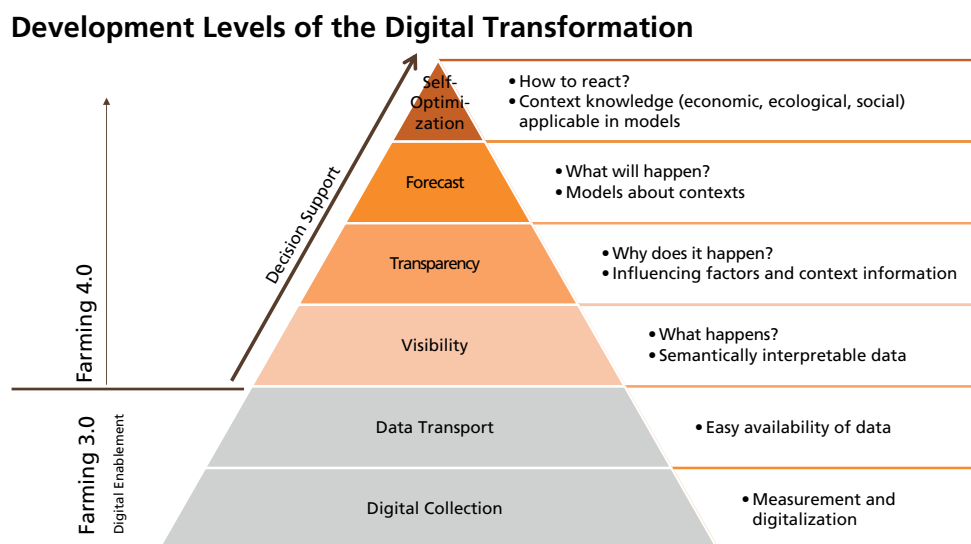 Development Levels of the Digital Transformation
Self-
Optimi-
zation
• How to react?
• Context knowledge (economic, ecological, social)
applicable in models
Forecast
• What will happen?
• Models about contexts
Transparency
• Why does it happen?
• Influencing factors and context information
Visibility
• What happens?
• Semantically interpretable data
Data Transport
• Easy availability of data
Digital Collection
• Measurement and
digitalization
Decision Support
Farming 4.0
Farming 3.0
Digital Enablement